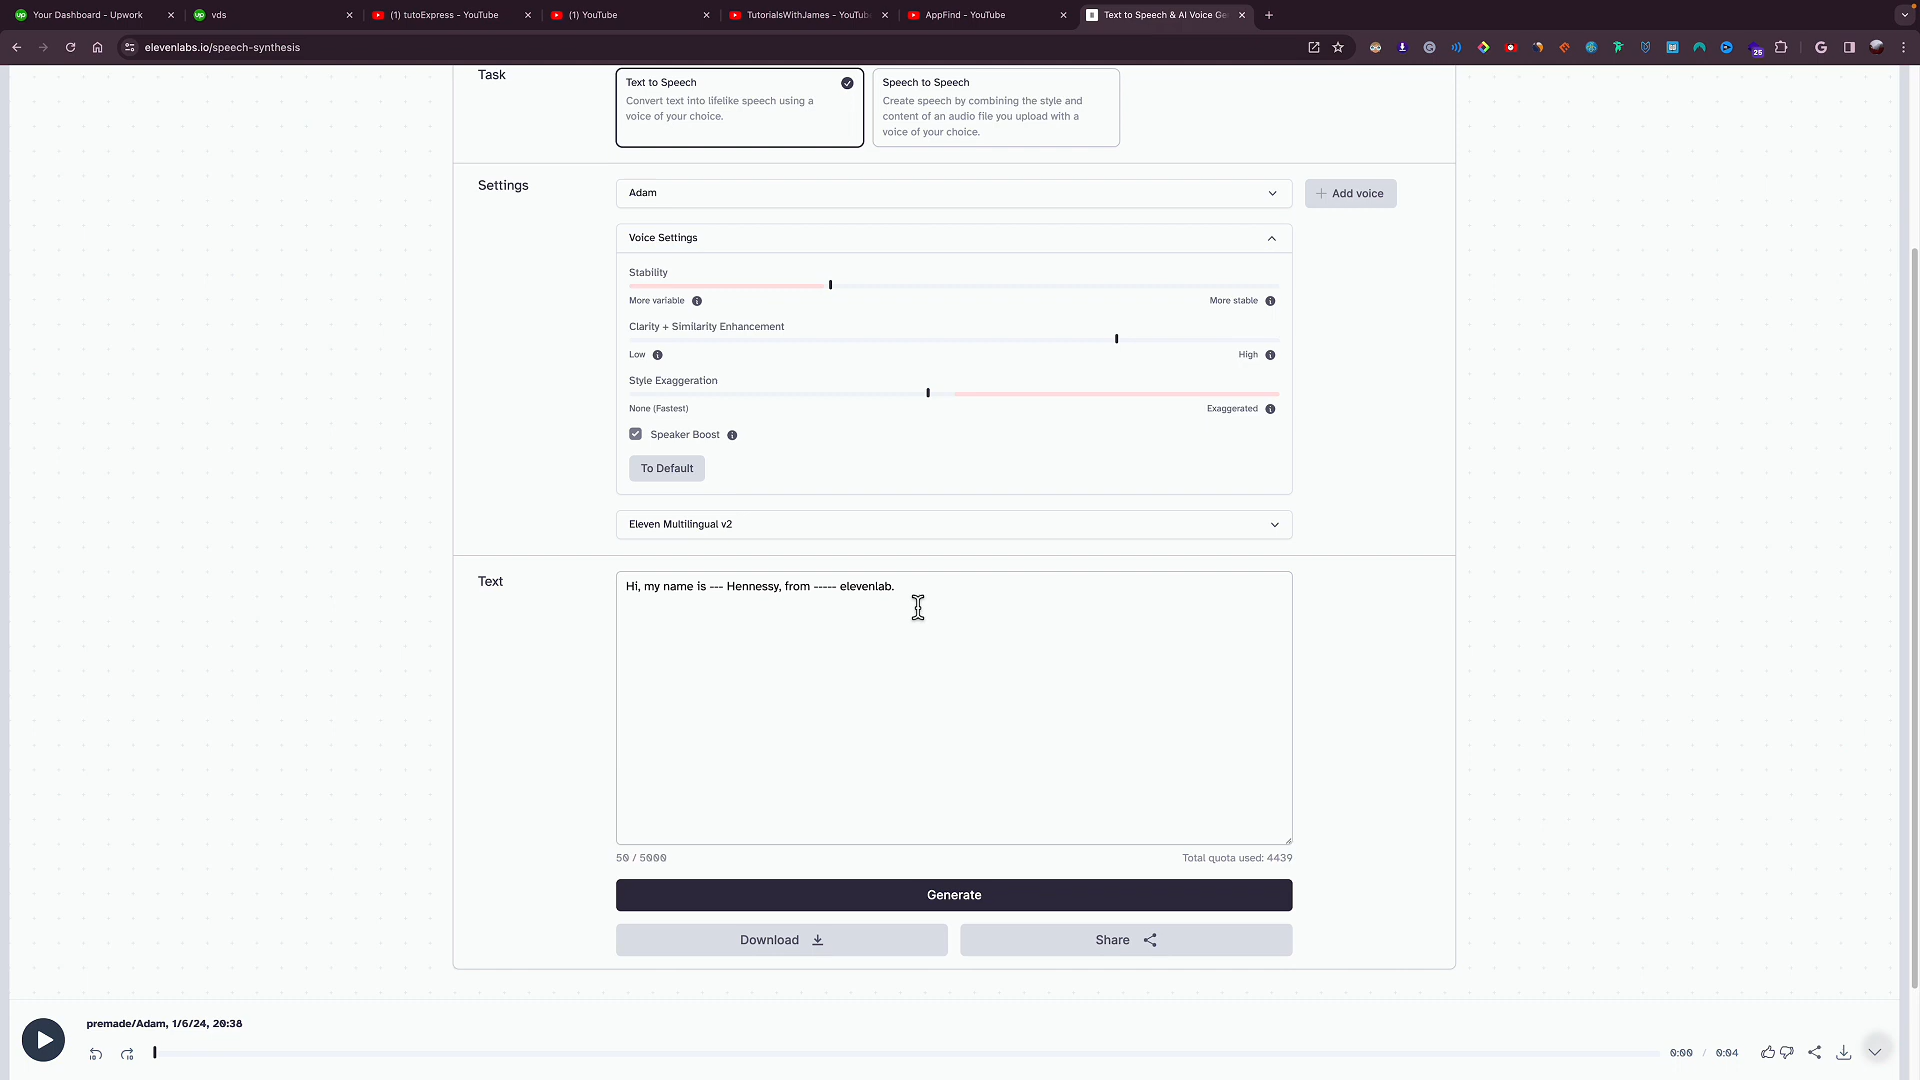 Your Dashboard - Upwork
vds
(1) tutoExpress - YouTube
(1) YouTube
TutorialsWithJames - YouTub
AppFind - YouTube
Text to Speech & AI Voice Ge
elevenlabs.io/speech-synthesis
25
Task
Text to Speech
Convert text into lifelike speech using a
voice of your choice.
Speech to Speech
Create speech by combining the style and
content of an audio file you upload with a
voice of your choice.
Settings
Adam
Add voice
Voice Settings
Stability
More variable
More stable
Clarity + Similarity Enhancement
Low
High
Style Exaggeration
None (Fastest)
Exaggerated
Speaker Boost
To Default
Eleven Multilingual v2
Text
Hi, my name is --- Hennessy, from ----- elevenlab.
50 / 5000
Total quota used: 4439
Generate
Download
Share
premade/Adam, 1/6/24, 20:38
10
10
0:00 / 0:04